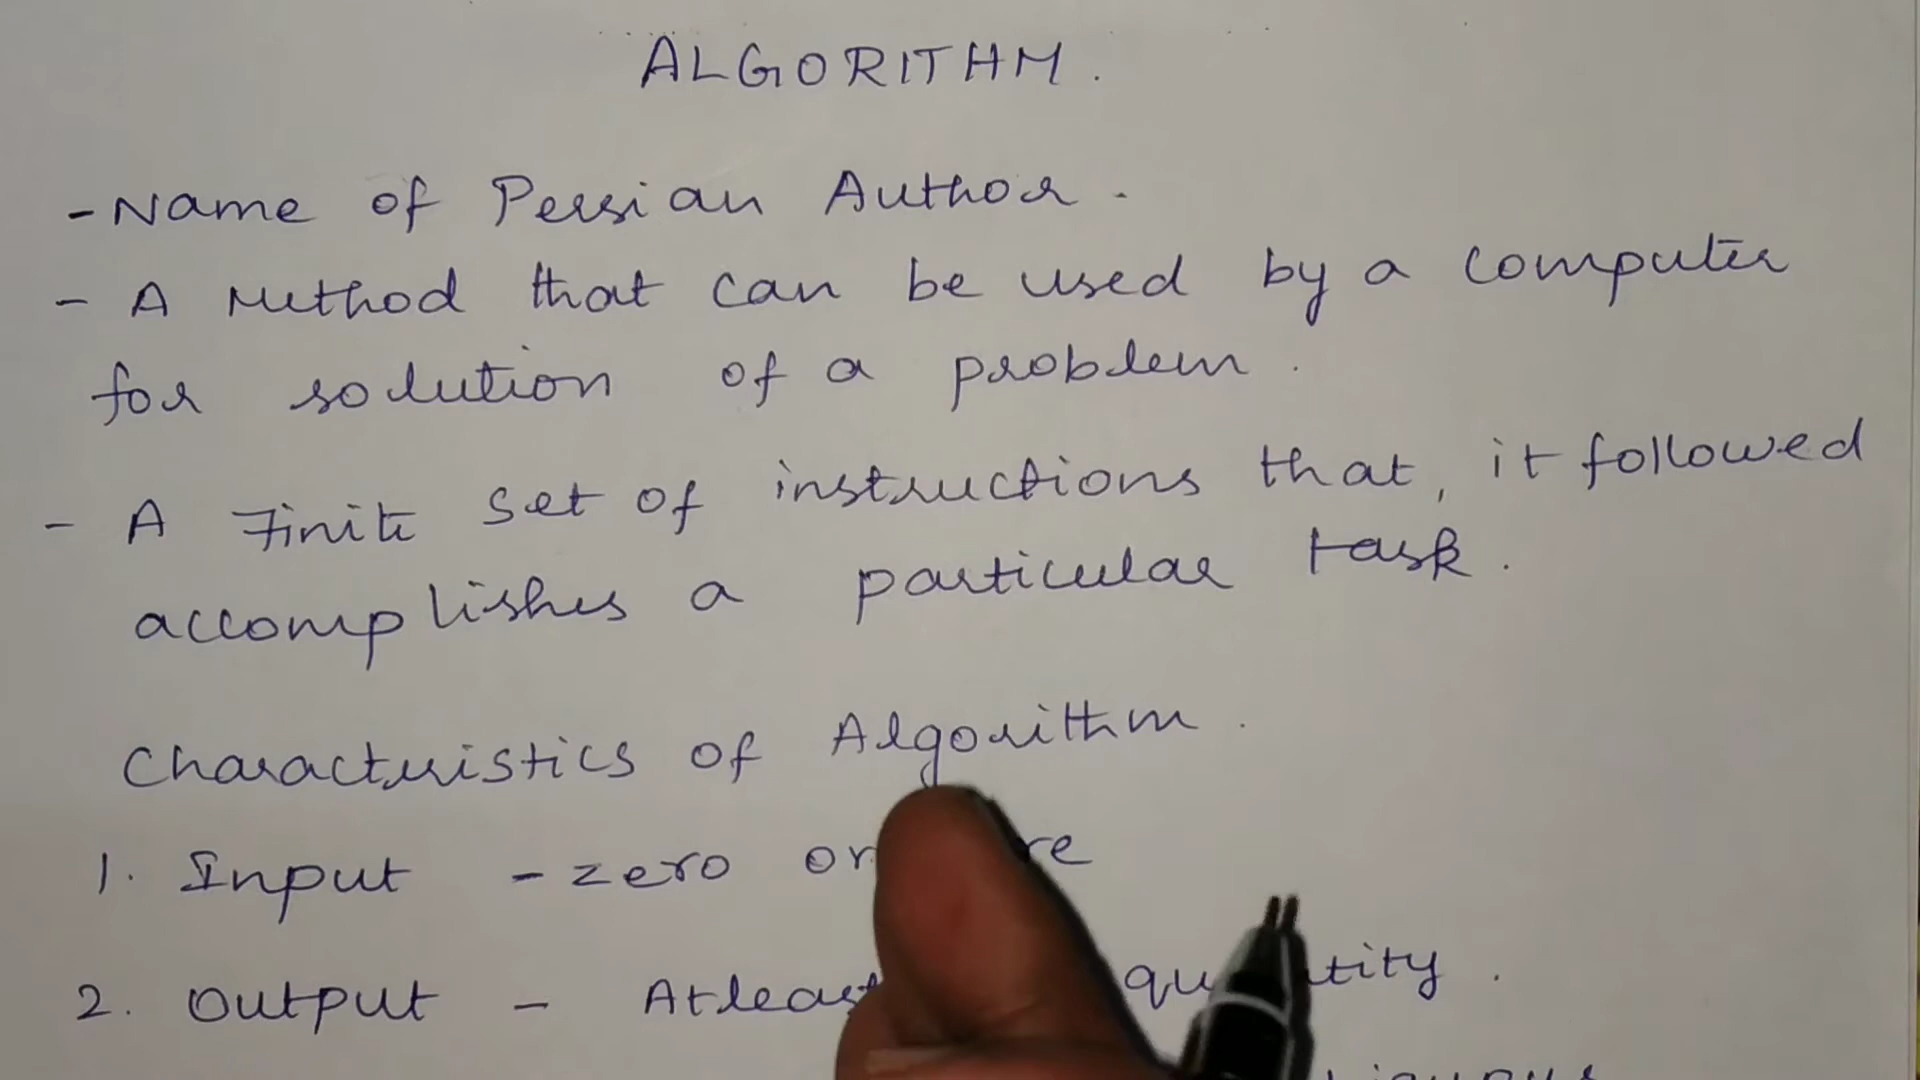 ALGORITHM.
- Name of Persian Author.
- A Method that can be used by a computer
for solution of a problem.
- A Finite set of instructions that, it followed
accomplishes a particular task.
Characteristics of Algorithm.
1. Input - zero or
2. Output - Atleast